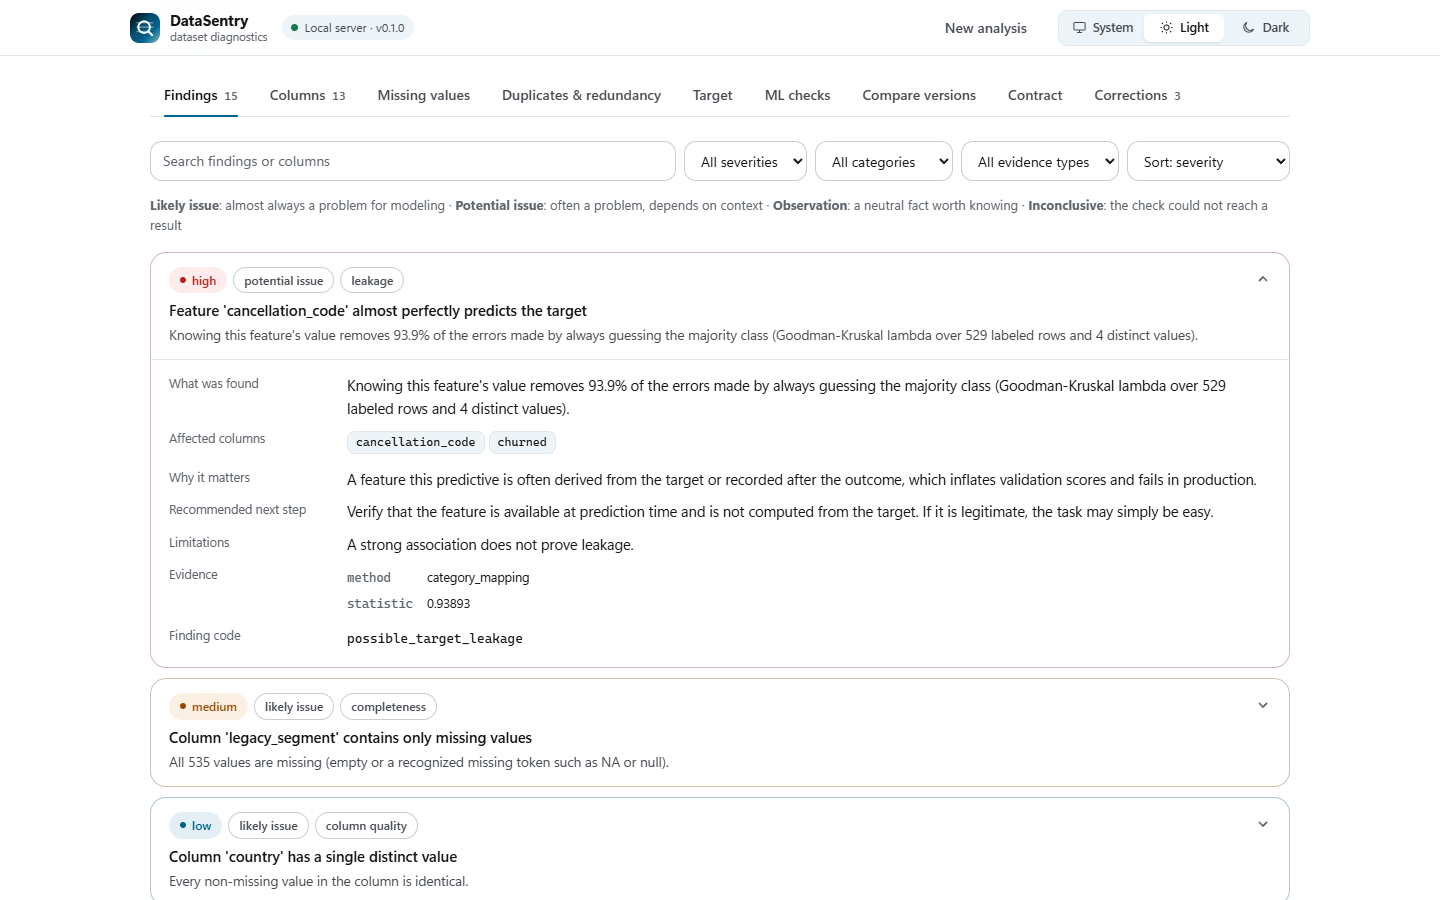 DataSentry
dataset diagnostics
Local server · v0.1.0
New analysis
System
Light
Dark
Findings 15
Columns 13
Missing values
Duplicates & redundancy
Target
ML checks
Compare versions
Contract
Corrections 3
Search findings or columns
All severities
All categories
All evidence types
Sort: severity
Likely issue: almost always a problem for modeling · Potential issue: often a problem, depends on context · Observation: a neutral fact worth knowing · Inconclusive: the check could not reach a
result
high
potential issue
leakage
Feature 'cancellation_code' almost perfectly predicts the target
Knowing this feature's value removes 93.9% of the errors made by always guessing the majority class (Goodman-Kruskal lambda over 529 labeled rows and 4 distinct values).
What was found
Knowing this feature's value removes 93.9% of the errors made by always guessing the majority class (Goodman-Kruskal lambda over 529
labeled rows and 4 distinct values).
Affected columns
cancellation_code
churned
Why it matters
A feature this predictive is often derived from the target or recorded after the outcome, which inflates validation scores and fails in production.
Recommended next step
Verify that the feature is available at prediction time and is not computed from the target. If it is legitimate, the task may simply be easy.
Limitations
A strong association does not prove leakage.
Evidence
method category_mapping
statistic 0.93893
Finding code
possible_target_leakage
medium
likely issue
completeness
Column 'legacy_segment' contains only missing values
All 535 values are missing (empty or a recognized missing token such as NA or null).
low
likely issue
column quality
Column 'country' has a single distinct value
Every non-missing value in the column is identical.